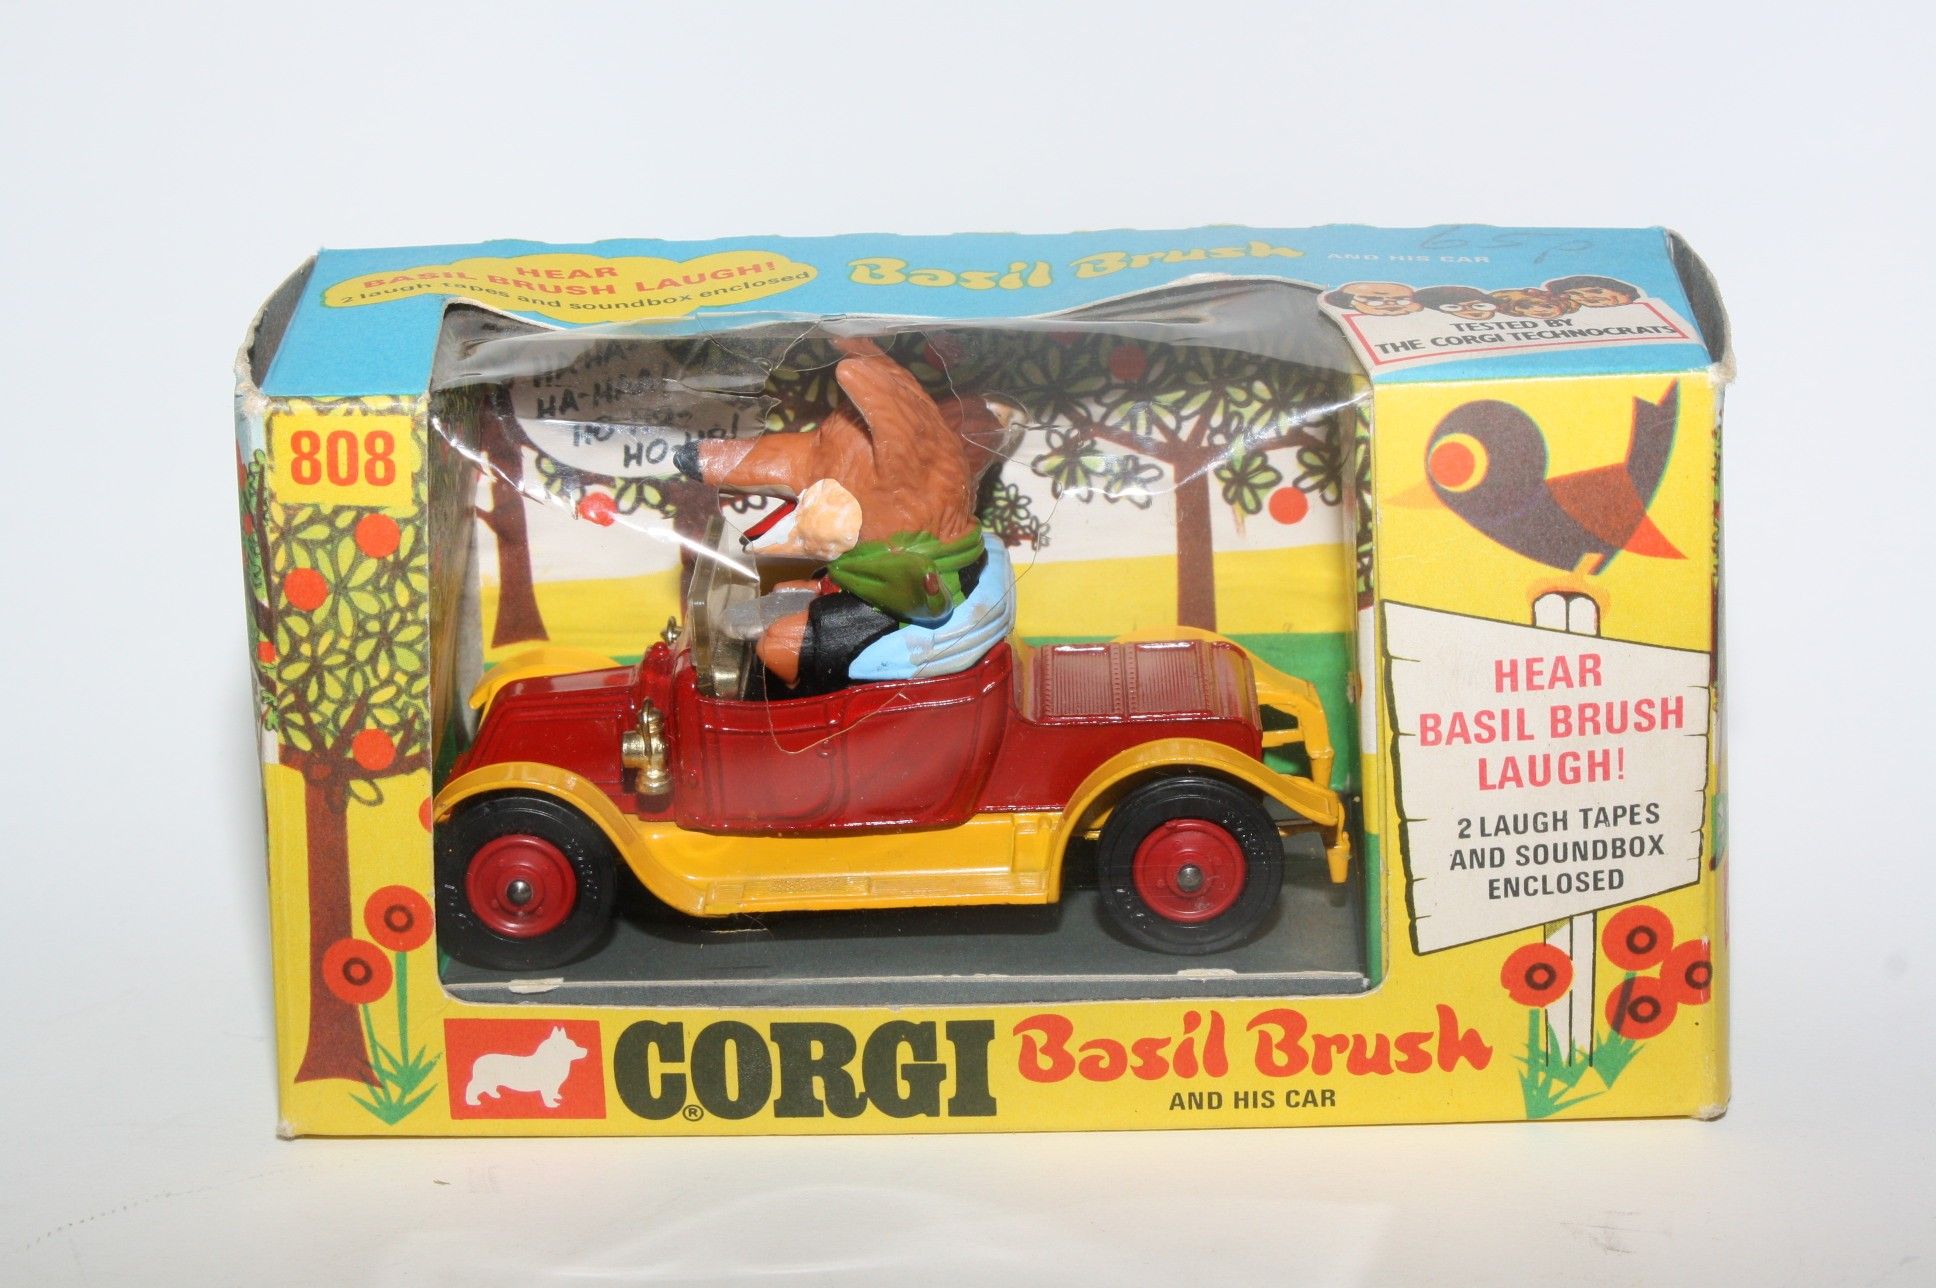 HEAR
BASIL BRUSH LAUGH!
2 laugh tapes and soundbox enclosed
Basil Brush AND HIS CAR
65p
TESTED BY
THE CORGI TECHNOCRATS
808
HA-HA-
HA-HAA!
HO-HO-
HO-HO!
HEAR
BASIL BRUSH
LAUGH!
2 LAUGH TAPES
AND SOUNDBOX
ENCLOSED
CORGI® Basil Brush
AND HIS CAR